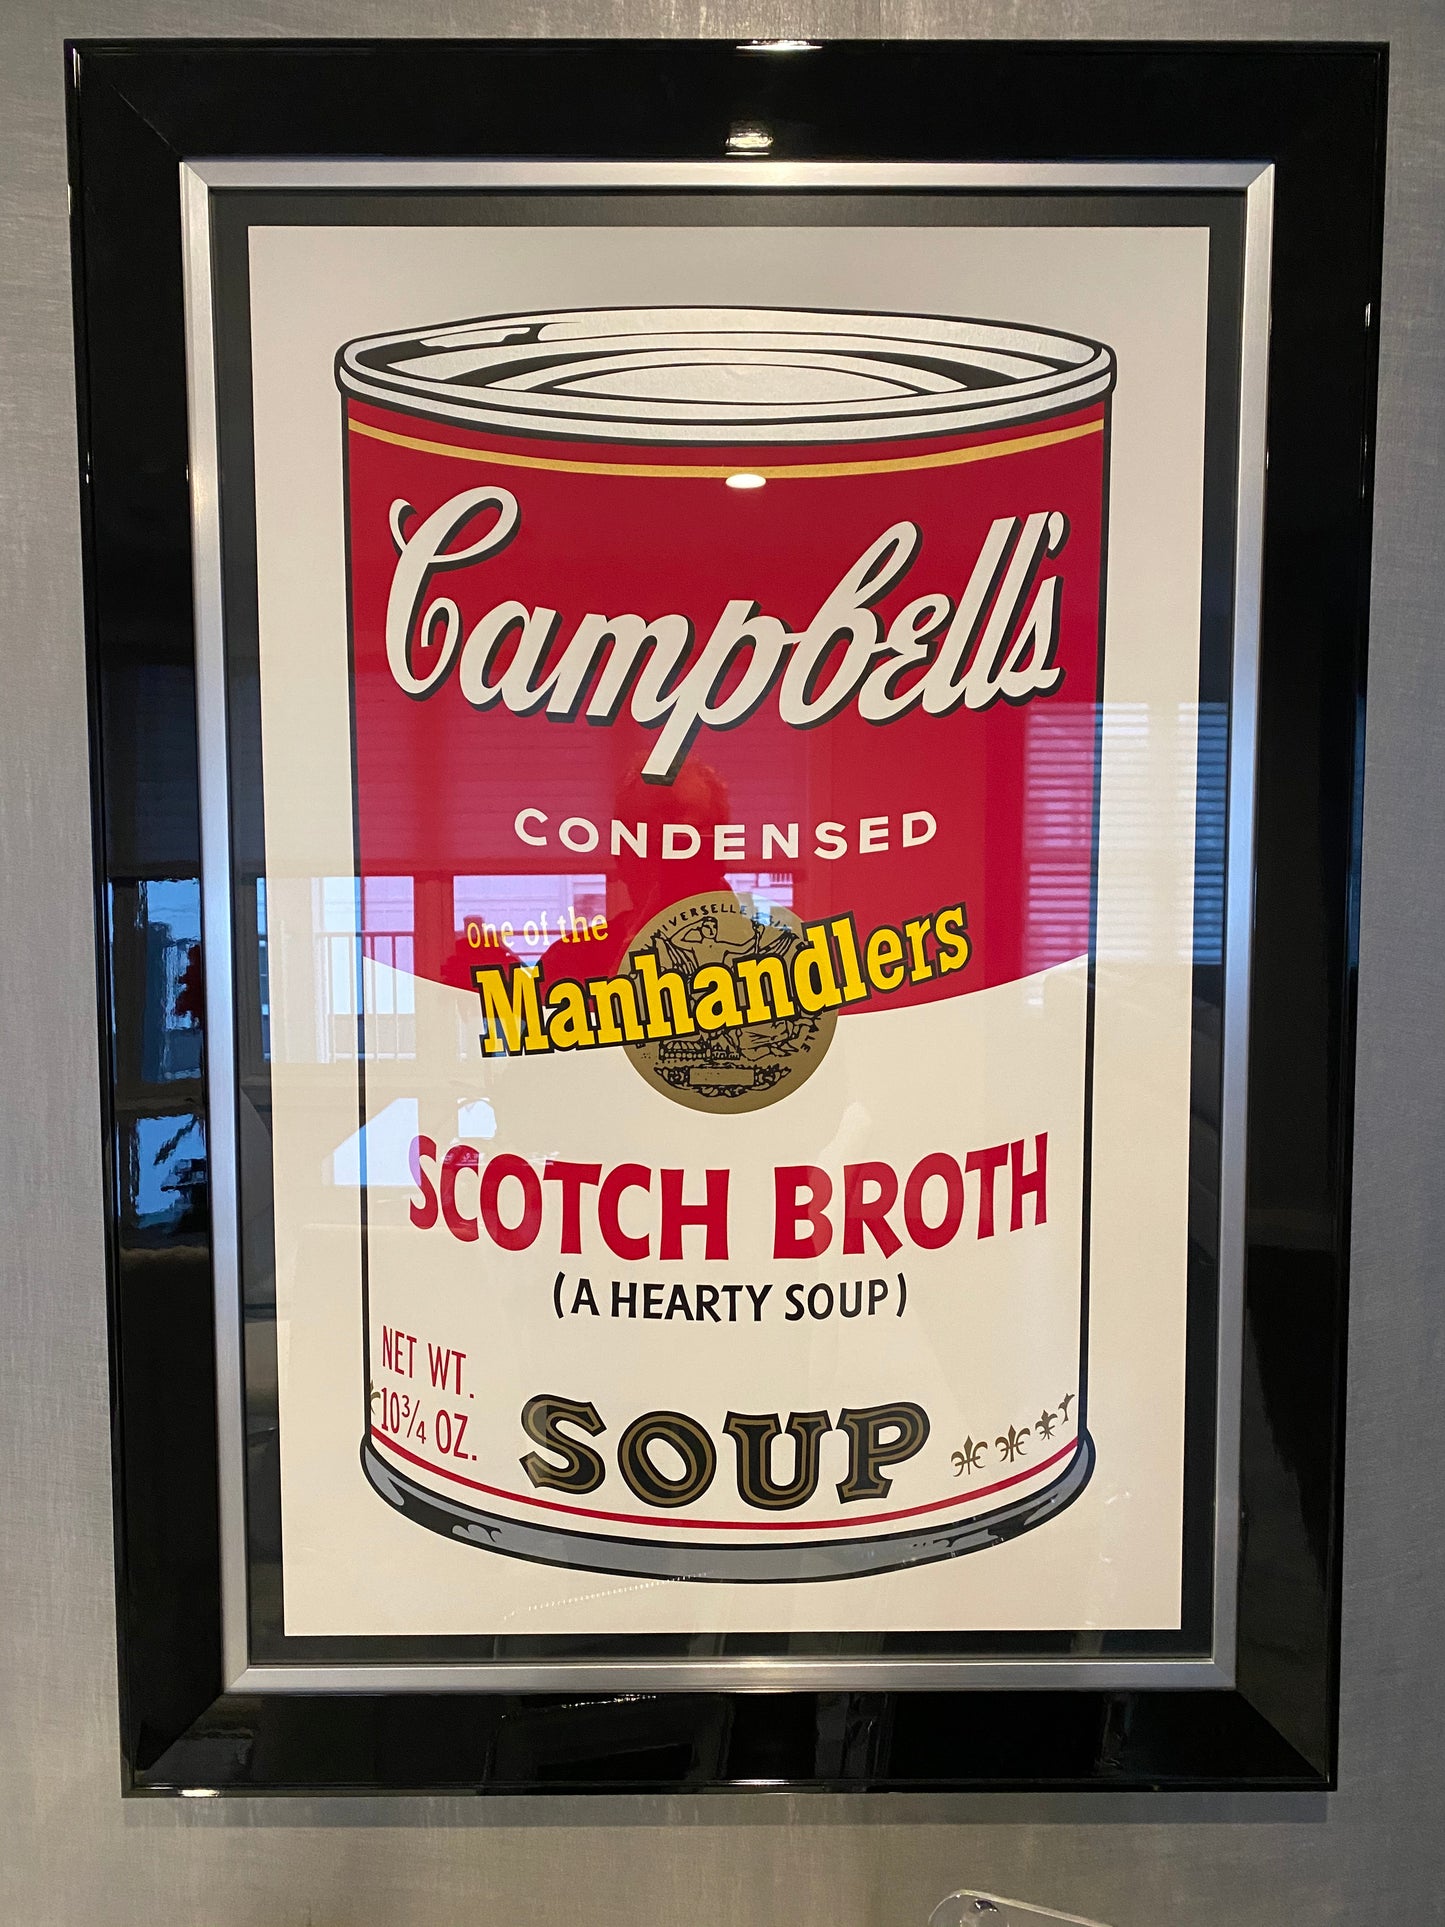 Campbell's
CONDENSED
one of the
Manhandlers
SCOTCH BROTH
(A HEARTY SOUP)
NET WT.
10¾ OZ.
SOUP